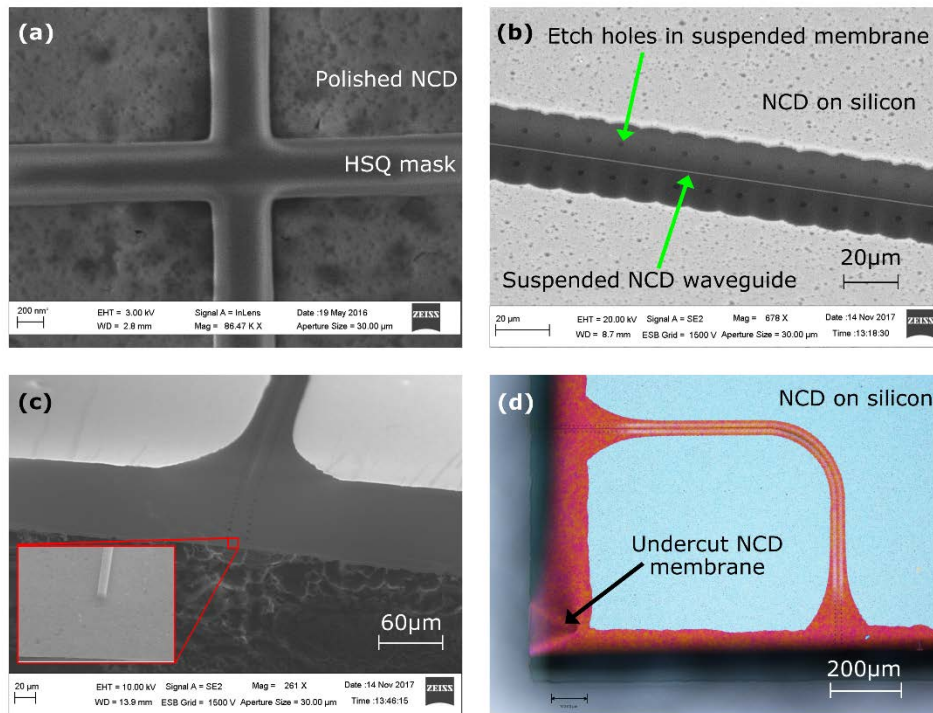 (a)
Polished NCD
HSQ mask
200 nm
EHT = 3.00 kV Signal A = InLens Date :19 May 2016
WD = 2.8 mm Mag = 86.47 K X Aperture Size = 30.00 µm
ZEISS
(b)
Etch holes in suspended membrane
NCD on silicon
Suspended NCD waveguide
20µm
20 µm
EHT = 20.00 kV Signal A = SE2 Mag = 678 X Date :14 Nov 2017
WD = 8.7 mm ESB Grid = 1500 V Aperture Size = 30.00 µm Time :13:18:30
ZEISS
(c)
60µm
20 µm
EHT = 10.00 kV Signal A = SE2 Mag = 261 X Date :14 Nov 2017
WD = 13.9 mm ESB Grid = 1500 V Aperture Size = 30.00 µm Time :13:46:15
ZEISS
(d)
NCD on silicon
Undercut NCD
membrane
200µm